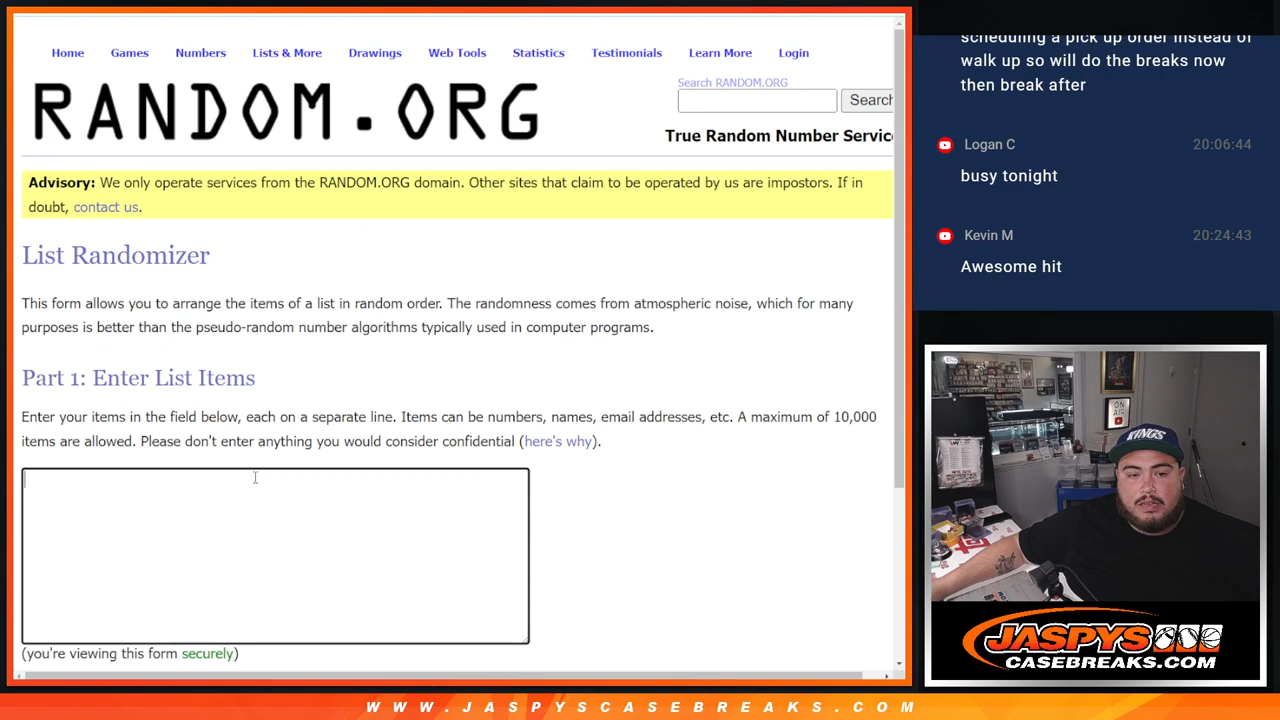 Home Games Numbers Lists & More Drawings Web Tools Statistics Testimonials Learn More Login
RANDOM.ORG
Search RANDOM.ORG
Search
True Random Number Servic
Advisory: We only operate services from the RANDOM.ORG domain. Other sites that claim to be operated by us are impostors. If in
doubt, contact us.
List Randomizer
This form allows you to arrange the items of a list in random order. The randomness comes from atmospheric noise, which for many
purposes is better than the pseudo-random number algorithms typically used in computer programs.
Part 1: Enter List Items
Enter your items in the field below, each on a separate line. Items can be numbers, names, email addresses, etc. A maximum of 10,000
items are allowed. Please don't enter anything you would consider confidential (here's why).
(you're viewing this form securely)
scheduling a pick up order instead of
walk up so will do the breaks now
then break after
Logan C 20:06:44
busy tonight
Kevin M 20:24:43
Awesome hit
ON
AIR
KINGS
JASPYS
CASEBREAKS.COM
WWW.JASPYSCASEBREAKS.COM